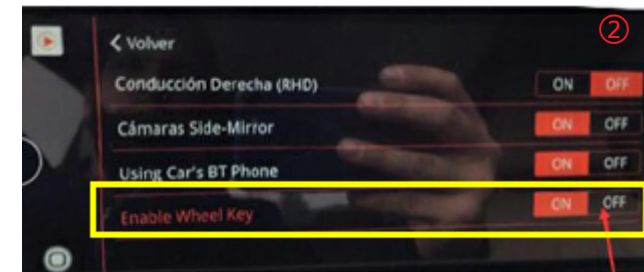 ②
< Volver
Conducción Derecha (RHD) ON OFF
Cámaras Side-Mirror ON OFF
Using Car's BT Phone ON OFF
Enable Wheel Key ON OFF